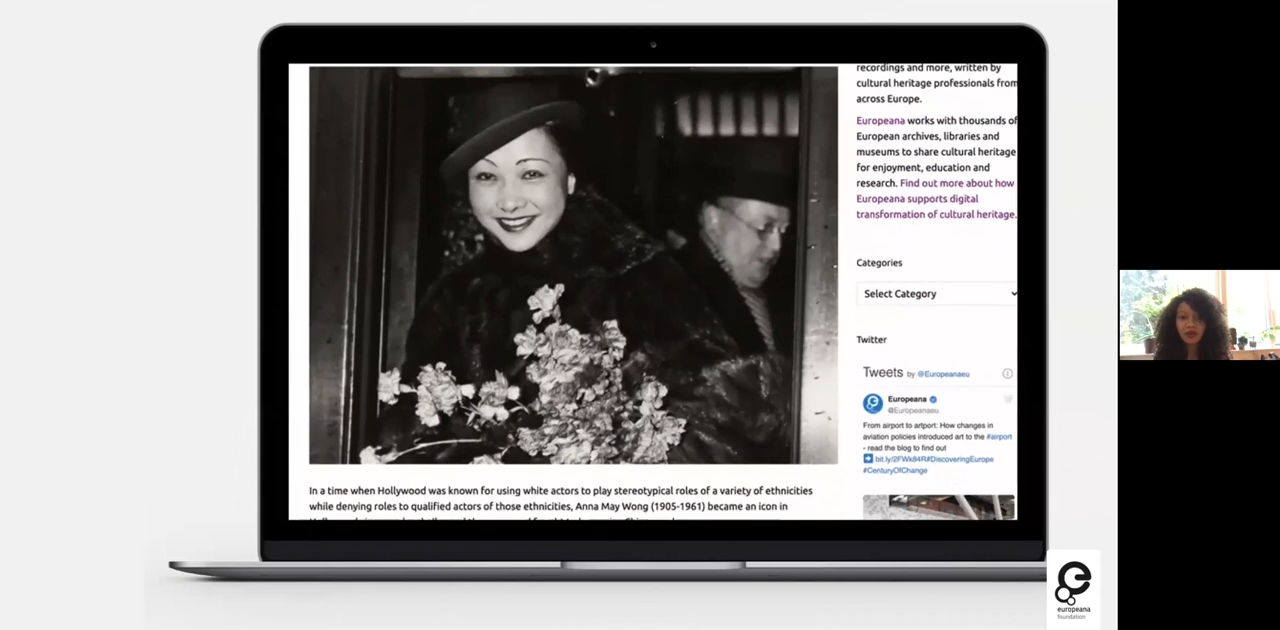 recordings and more, written by
cultural heritage professionals from
across Europe.
Europeana works with thousands of
European archives, libraries and
museums to share cultural heritage
for enjoyment, education and
research. Find out more about how
Europeana supports digital
transformation of cultural heritage.
Categories
Select Category
Twitter
Tweets by @Europeanaeu
Europeana
@Europeanaeu
From airport to artport: How changes in
aviation policies introduced art to the #airport
- read the blog to find out
bit.ly/2FWk84R#DiscoveringEurope
#CenturyOfChange
In a time when Hollywood was known for using white actors to play stereotypical roles of a variety of ethnicities
while denying roles to qualified actors of those ethnicities, Anna May Wong (1905-1961) became an icon in
europeana
foundation